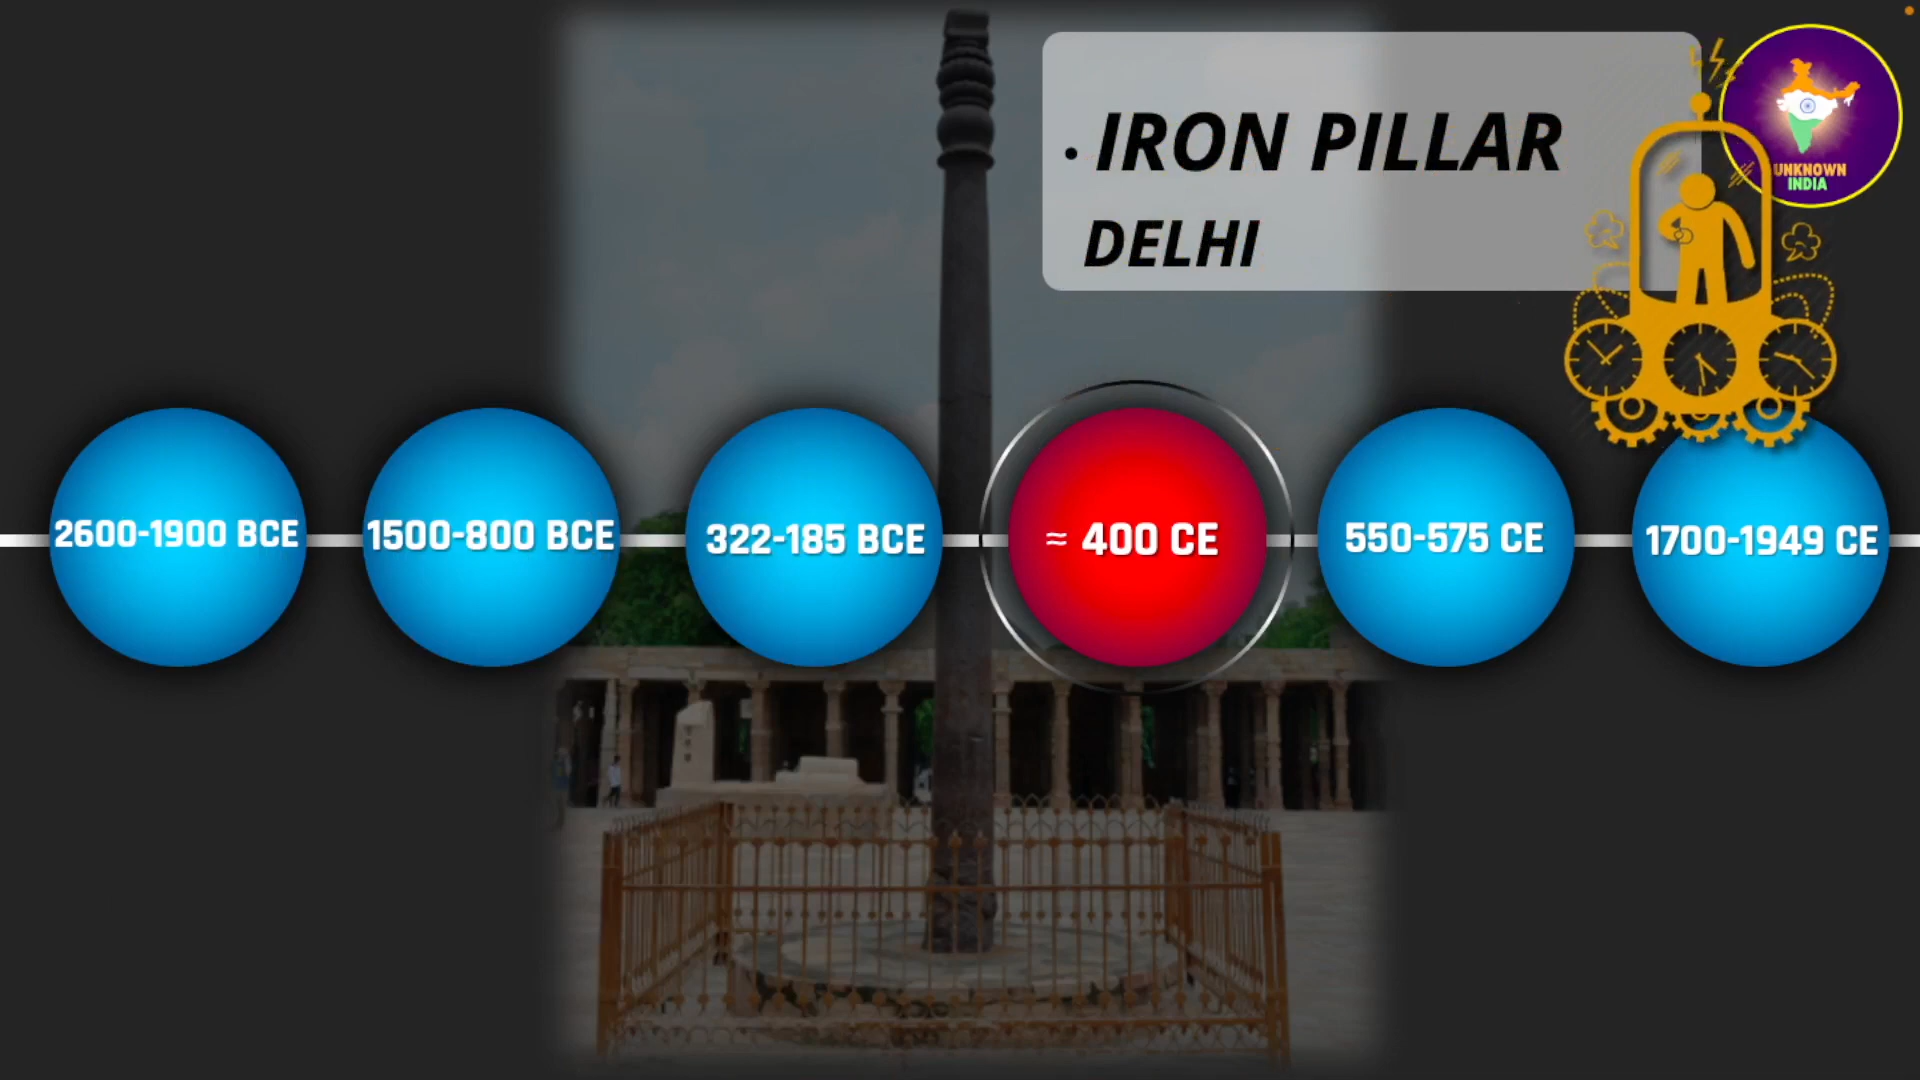 • IRON PILLAR
DELHI
UNKNOWN
INDIA
2600-1900 BCE
1500-800 BCE
322-185 BCE
≈ 400 CE
550-575 CE
1700-1949 CE